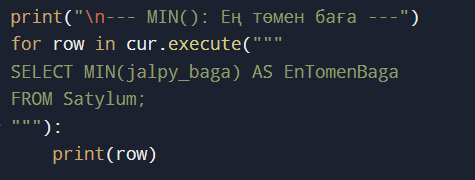 print("\n--- MIN(): Ең төмен баға ---")
for row in cur.execute("""
SELECT MIN(jalpy_baga) AS EnTomenBaga
FROM Satylum;
"""):
    print(row)